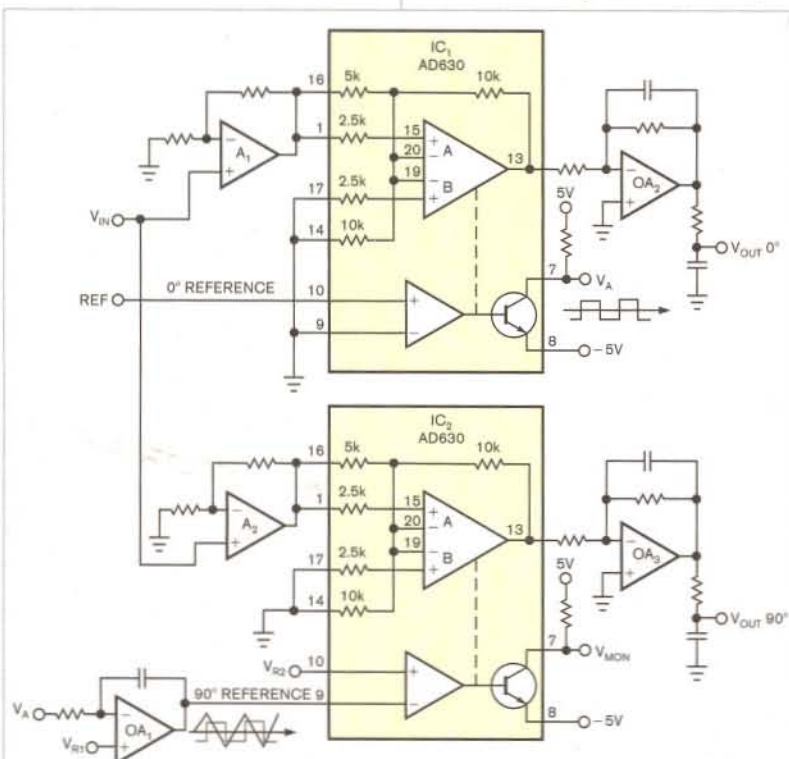 IC1
AD630
16
5k
10k
1
2.5k
15
+
A
20
−
19
−
B
+
13
17
2.5k
14
10k
A1
−
+
VIN
REF
0° REFERENCE
10
+
9
−
5V
7
VA
8
−5V
−
OA2
+
VOUT 0°
IC2
AD630
16
5k
10k
1
2.5k
15
+
A
20
−
19
−
B
+
13
17
2.5k
14
10k
−
A2
+
VR2
10
+
90° REFERENCE 9
−
5V
7
VMON
8
−5V
−
OA3
+
VOUT 90°
VA
−
OA1
VR1
+